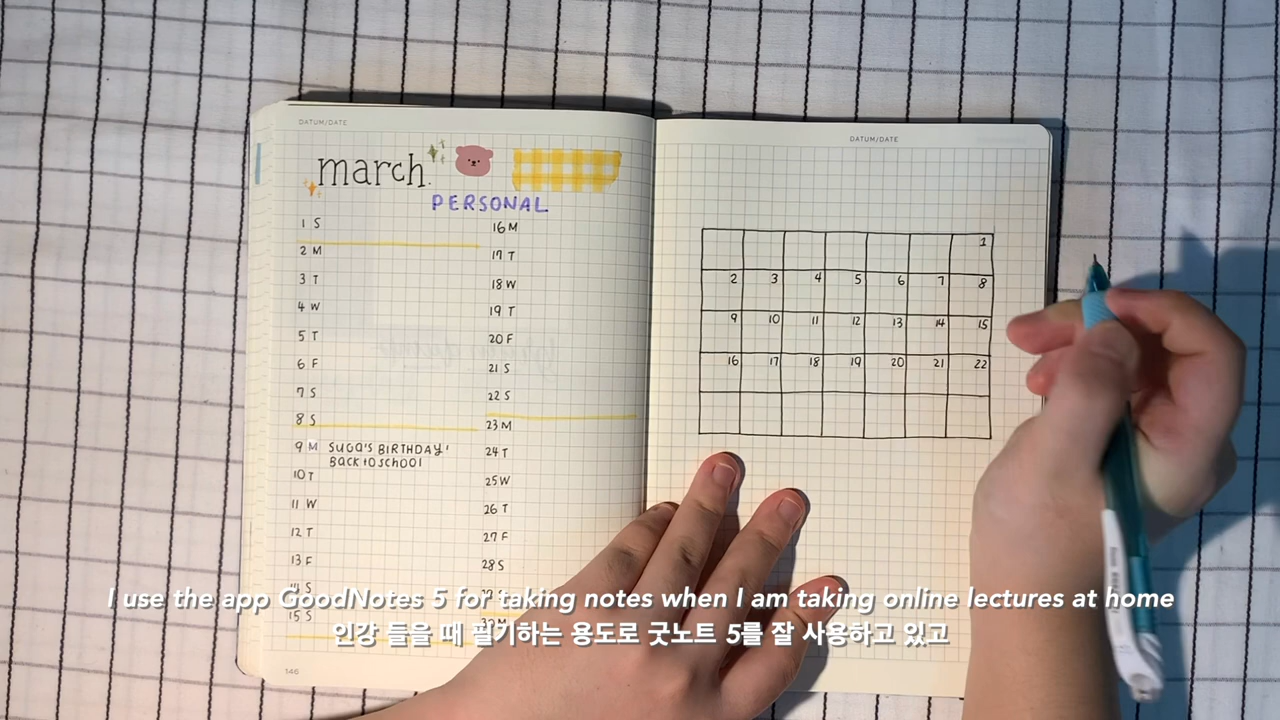 DATUM/DATE
march.
PERSONAL
1 S
2 M
3 T
4 W
5 T
6 F
7 S
8 S
9 M SUGA'S BIRTHDAY!
BACK TO SCHOOL
10 T
11 W
12 T
13 F
15 S
16 M
17 T
18 W
19 T
20 F
21 S
22 S
23 M
24 T
25 W
26 T
27 F
28 S
146
DATUM/DATE
1
2 3 4 5 6 7 8
9 10 11 12 13 14 15
16 17 18 19 20 21 22
I use the app GoodNotes 5 for taking notes when I am taking online lectures at home
인강 들을 때 필기하는 용도로 굿노트 5를 잘 사용하고 있고